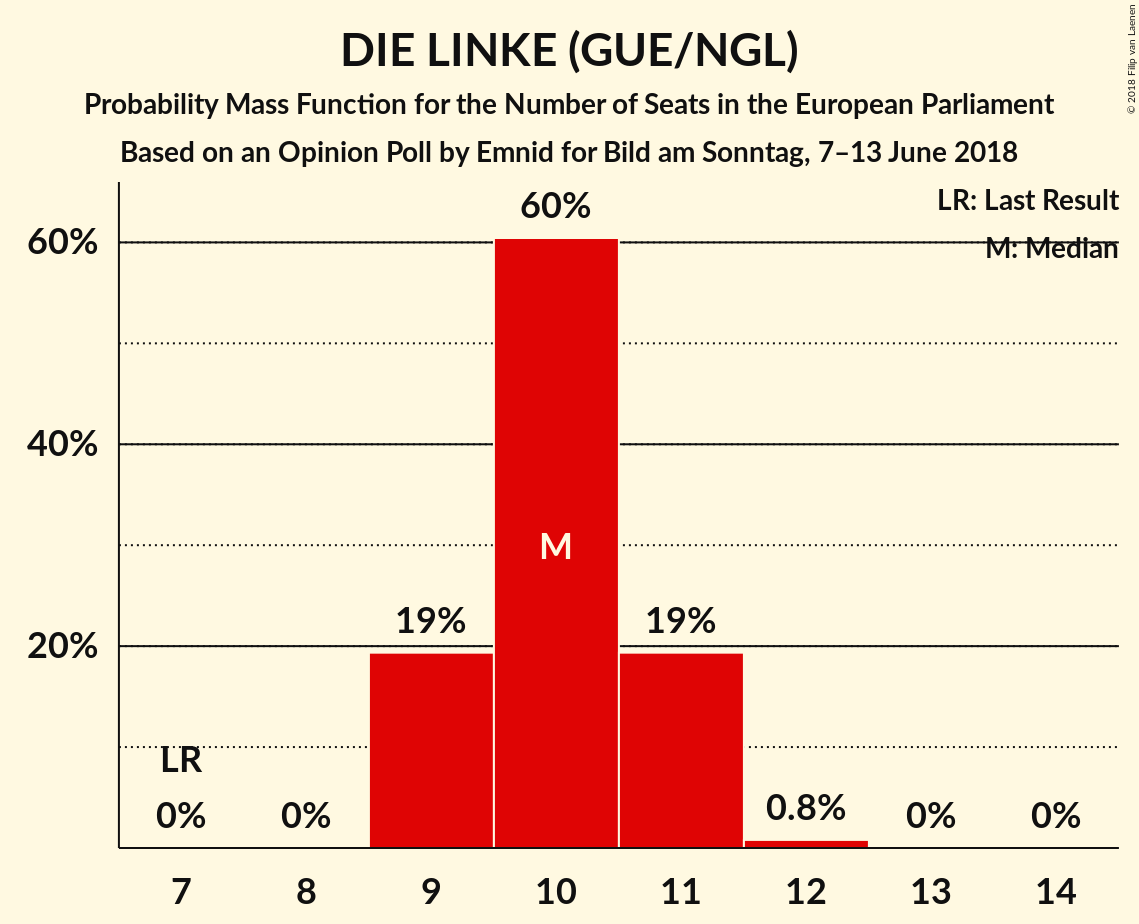 DIE LINKE (GUE/NGL)
Probability Mass Function for the Number of Seats in the European Parliament
Based on an Opinion Poll by Emnid for Bild am Sonntag, 7–13 June 2018
© 2018 Filip van Laenen
LR: Last Result
M: Median
60%
40%
20%
LR
0%
0%
19%
60%
M
19%
0.8%
0%
0%
7 8 9 10 11 12 13 14